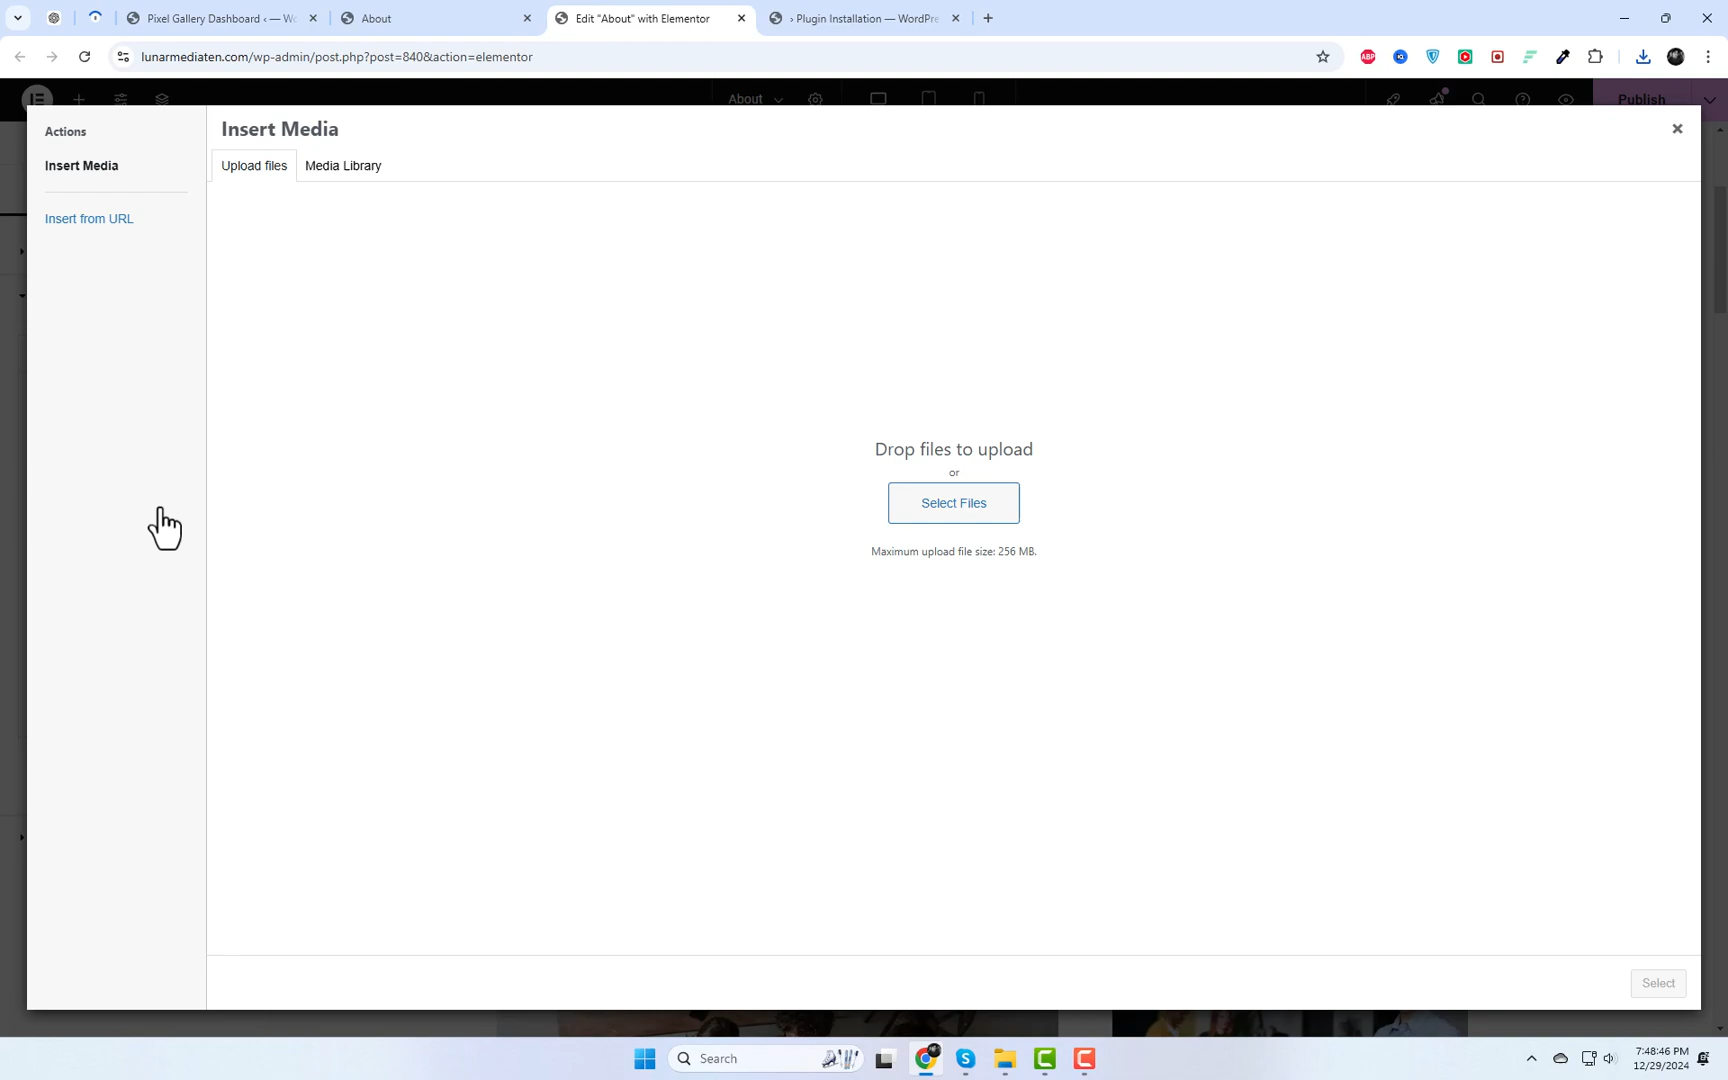 Pixel Gallery Dashboard ‹ — Wo
About
Edit "About" with Elementor
› Plugin Installation — WordPre
lunarmediaten.com/wp-admin/post.php?post=840&action=elementor
ABP
About
Publish
Actions
Insert Media
Insert from URL
Insert Media
Upload files
Media Library
Drop files to upload
or
Select Files
Maximum upload file size: 256 MB.
Select
Search
7:48:46 PM
12/29/2024